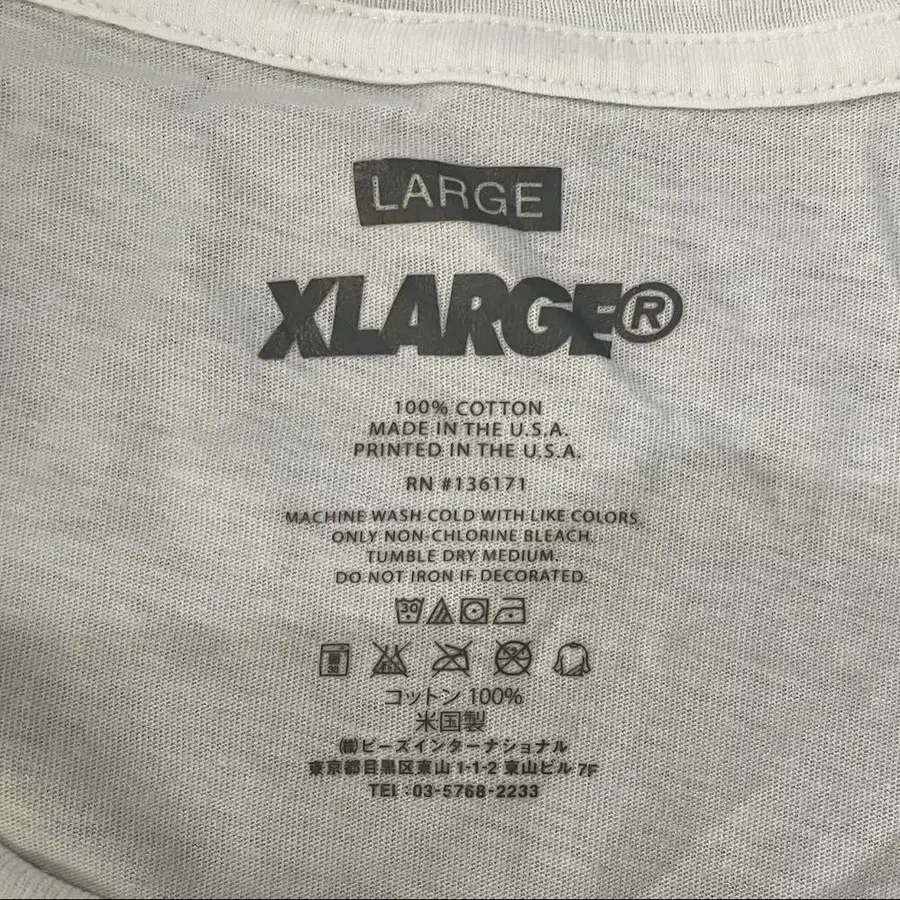 LARGE
XLARGE®
100% COTTON
MADE IN THE U.S.A.
PRINTED IN THE U.S.A.
RN #136171
MACHINE WASH COLD WITH LIKE COLORS.
ONLY NON-CHLORINE BLEACH.
TUMBLE DRY MEDIUM.
DO NOT IRON IF DECORATED.
30
コットン 100%
米国製
㈱ビーズインターナショナル
東京都目黒区東山 1-1-2 東山ビル 7F
TEL : 03-5768-2233